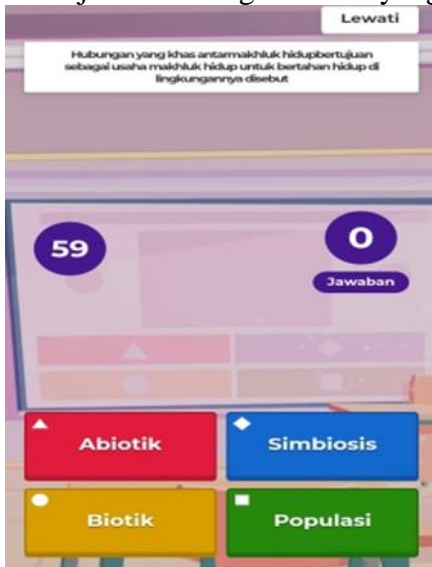 Lewati
Hubungan yang khas antarmakhluk hidupbertujuan
sebagai usaha makhluk hidup untuk bertahan hidup di
lingkungannya disebut
59
0
Jawaban
Abiotik
Simbiosis
Biotik
Populasi